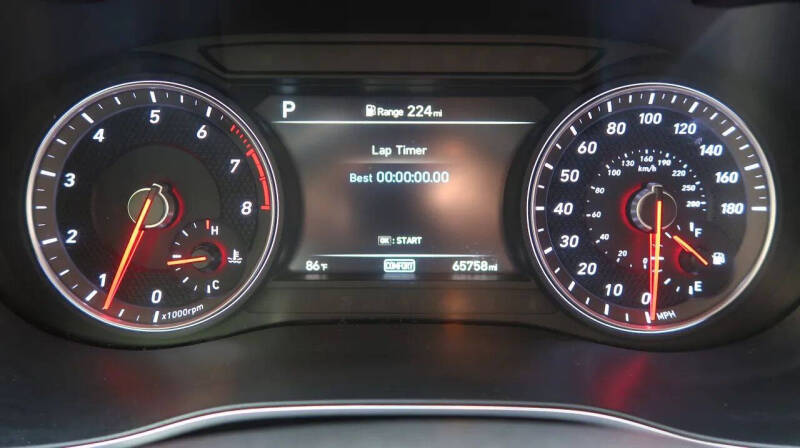 P
Range 224mi
Lap Timer
Best 00:00:00.00
OK : START
86°F
COMFORT
65758mi
0
1
2
3
4
5
6
7
8
x1000rpm
H
C
0
10
20
30
40
50
60
80
100
120
140
160
180
MPH
0
20
40
60
80
100
130
160
190
220
250
280
km/h
F
E